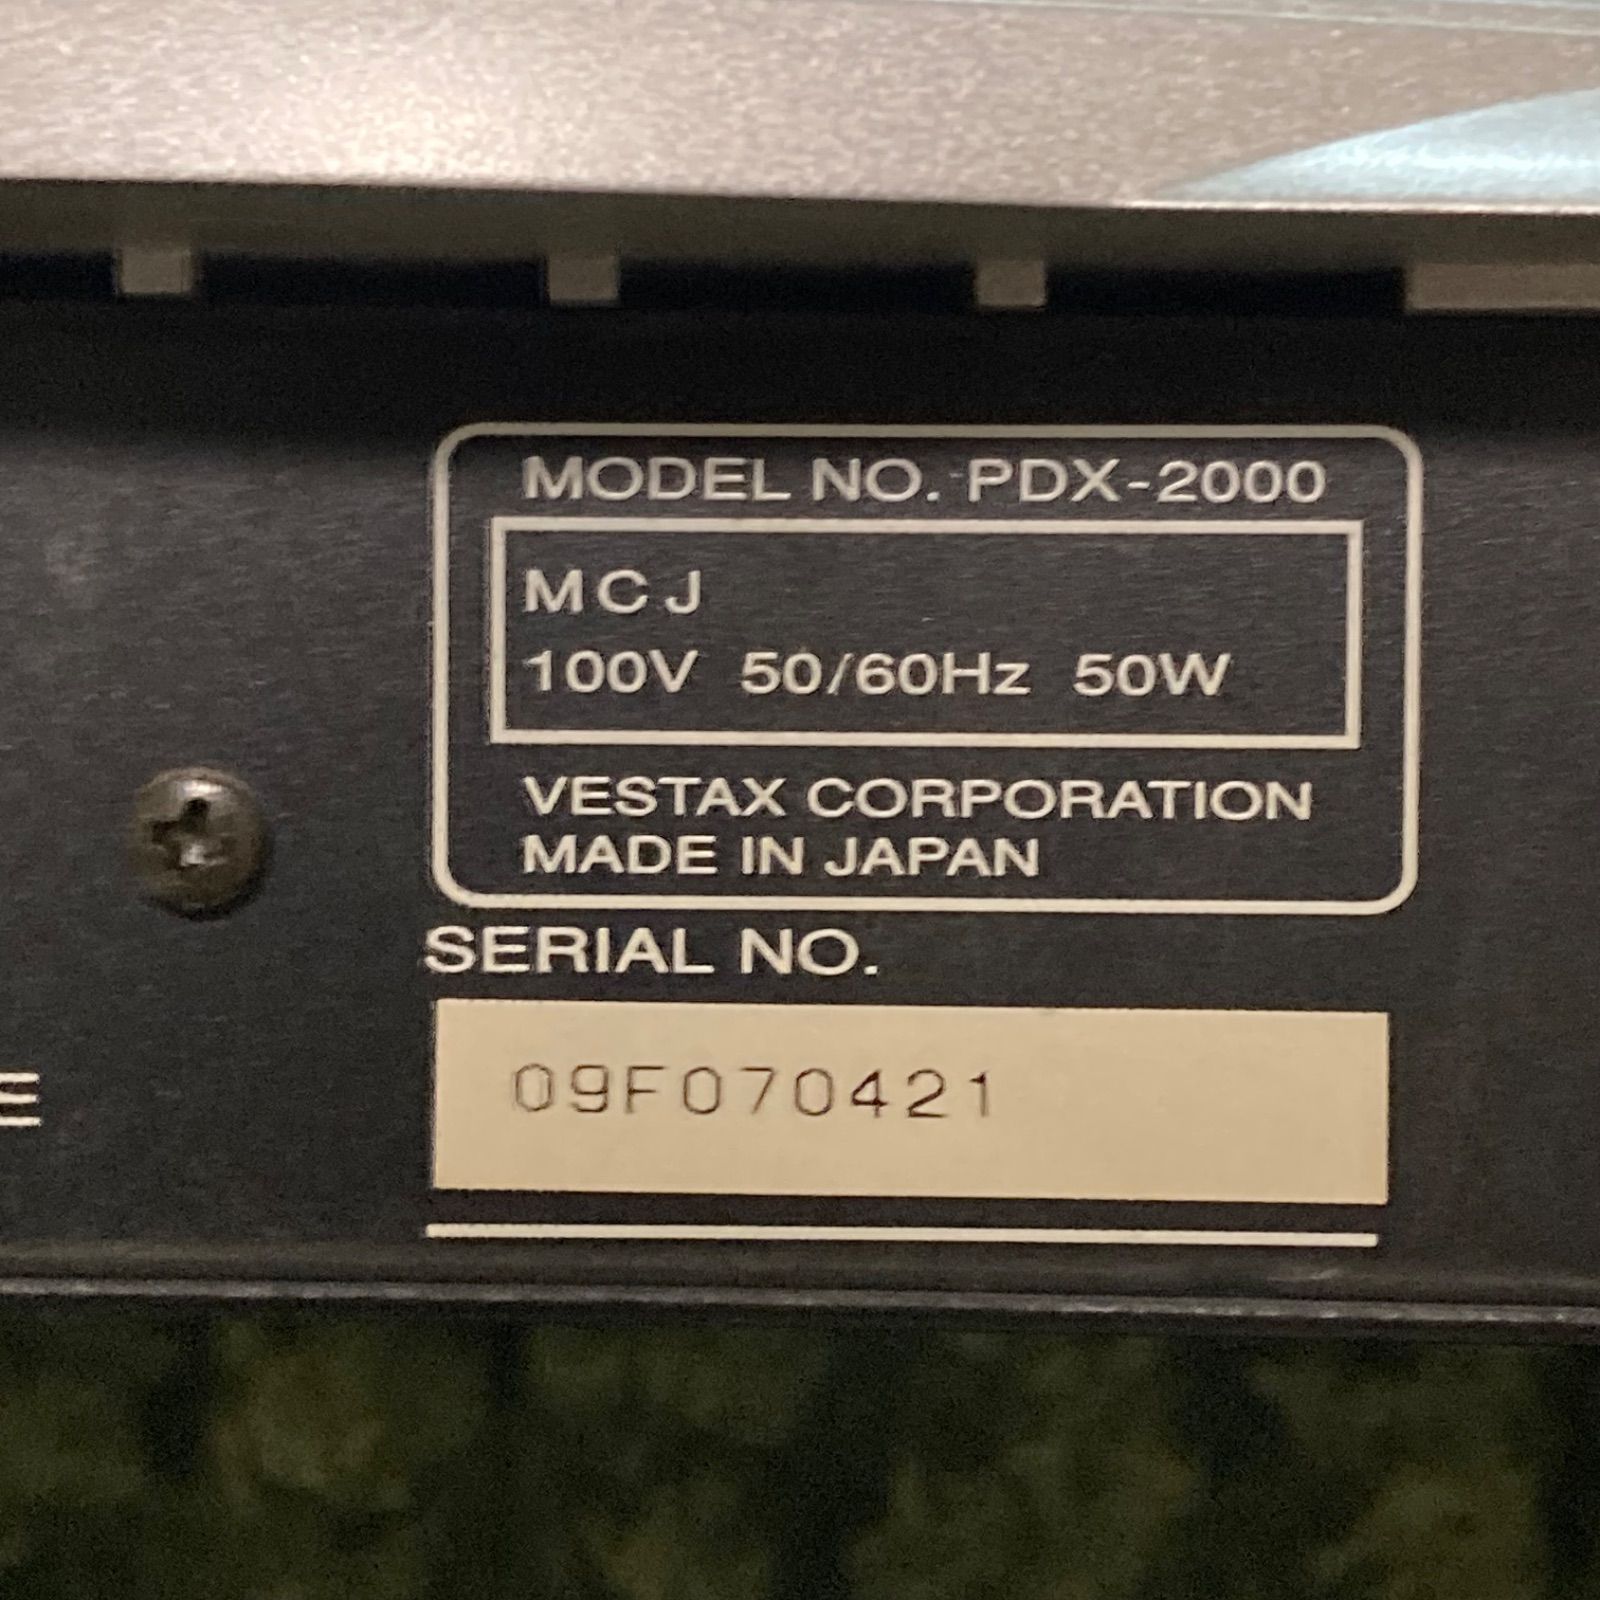 MODEL NO. PDX-2000
MCJ
100V 50/60Hz 50W
VESTAX CORPORATION
MADE IN JAPAN
SERIAL NO.
E
09F070421